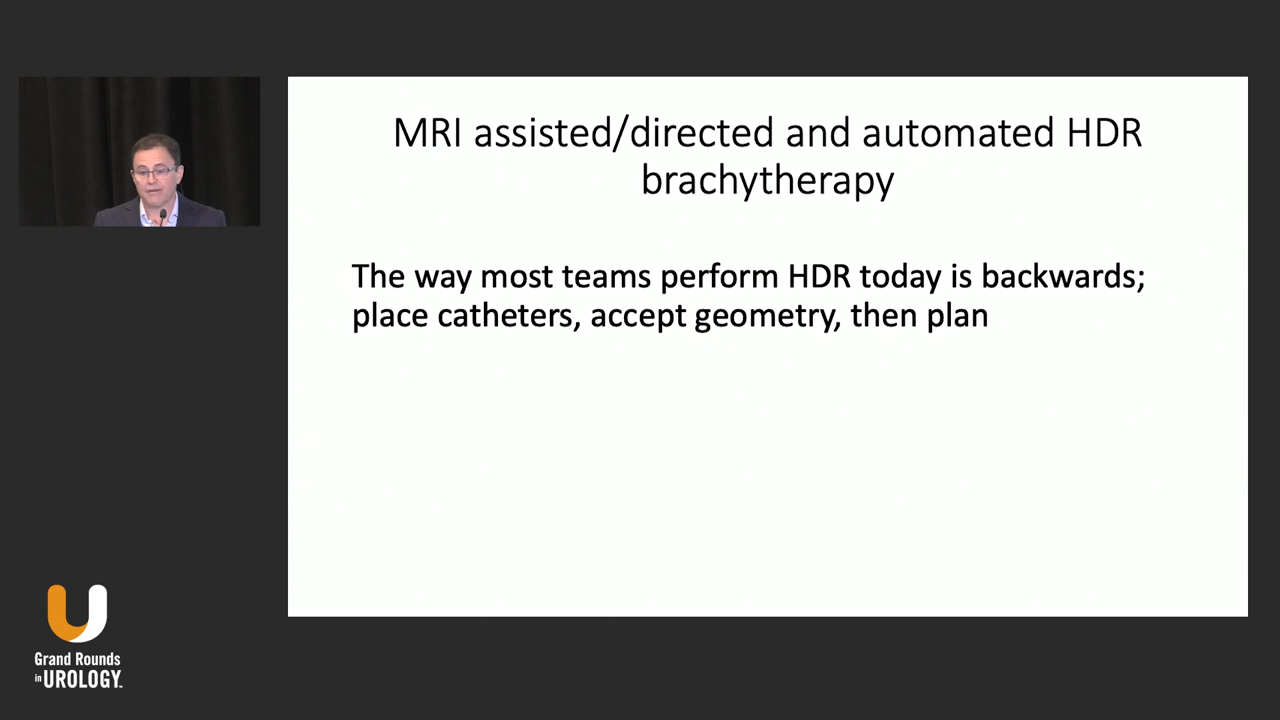 MRI assisted/directed and automated HDR
brachytherapy
The way most teams perform HDR today is backwards;
place catheters, accept geometry, then plan
Grand Rounds
in UROLOGY